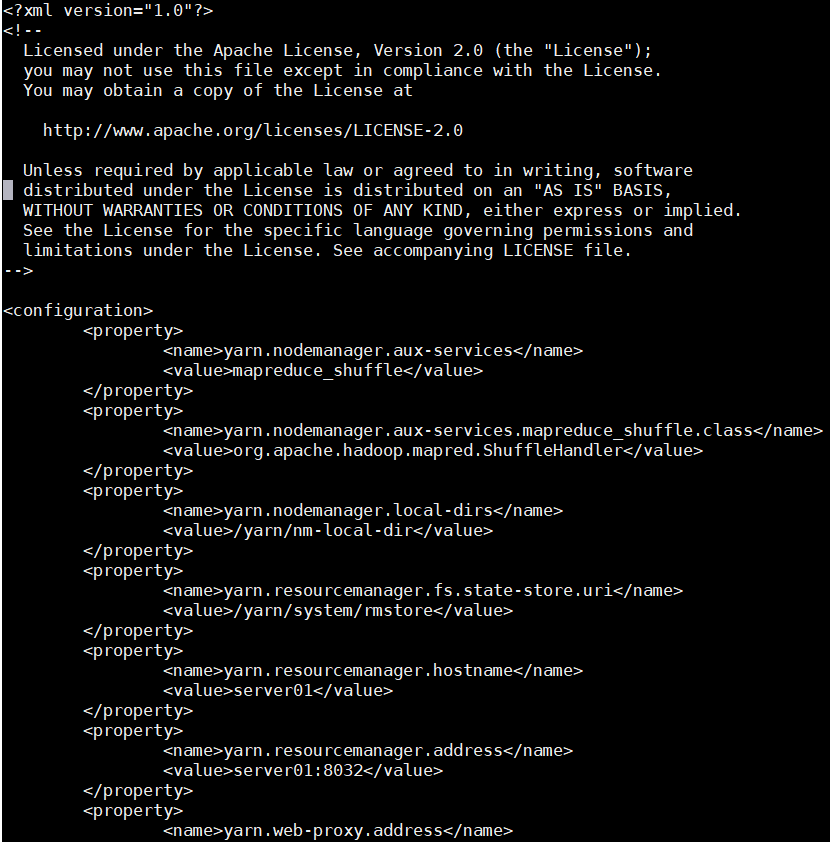 <?xml version="1.0"?>
<!--
  Licensed under the Apache License, Version 2.0 (the "License");
  you may not use this file except in compliance with the License.
  You may obtain a copy of the License at

    http://www.apache.org/licenses/LICENSE-2.0

  Unless required by applicable law or agreed to in writing, software
  distributed under the License is distributed on an "AS IS" BASIS,
  WITHOUT WARRANTIES OR CONDITIONS OF ANY KIND, either express or implied.
  See the License for the specific language governing permissions and
  limitations under the License. See accompanying LICENSE file.
-->

<configuration>
        <property>
                <name>yarn.nodemanager.aux-services</name>
                <value>mapreduce_shuffle</value>
        </property>
        <property>
                <name>yarn.nodemanager.aux-services.mapreduce_shuffle.class</name>
                <value>org.apache.hadoop.mapred.ShuffleHandler</value>
        </property>
        <property>
                <name>yarn.nodemanager.local-dirs</name>
                <value>/yarn/nm-local-dir</value>
        </property>
        <property>
                <name>yarn.resourcemanager.fs.state-store.uri</name>
                <value>/yarn/system/rmstore</value>
        </property>
        <property>
                <name>yarn.resourcemanager.hostname</name>
                <value>server01</value>
        </property>
        <property>
                <name>yarn.resourcemanager.address</name>
                <value>server01:8032</value>
        </property>
        <property>
                <name>yarn.web-proxy.address</name>